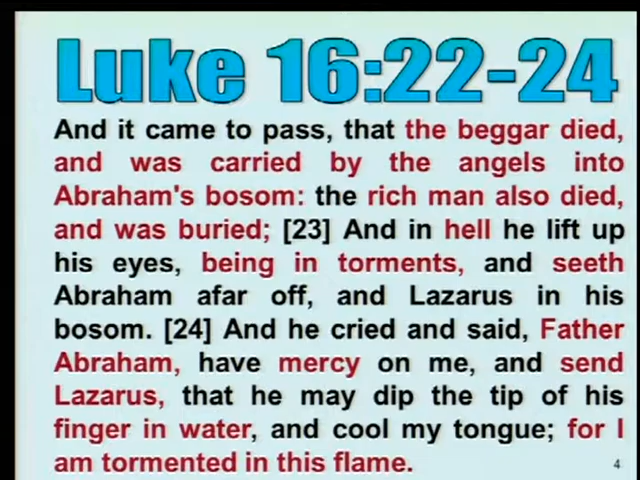 Luke 16:22-24
And it came to pass, that the beggar died,
and was carried by the angels into
Abraham's bosom: the rich man also died,
and was buried; [23] And in hell he lift up
his eyes, being in torments, and seeth
Abraham afar off, and Lazarus in his
bosom. [24] And he cried and said, Father
Abraham, have mercy on me, and send
Lazarus, that he may dip the tip of his
finger in water, and cool my tongue; for I
am tormented in this flame.
4